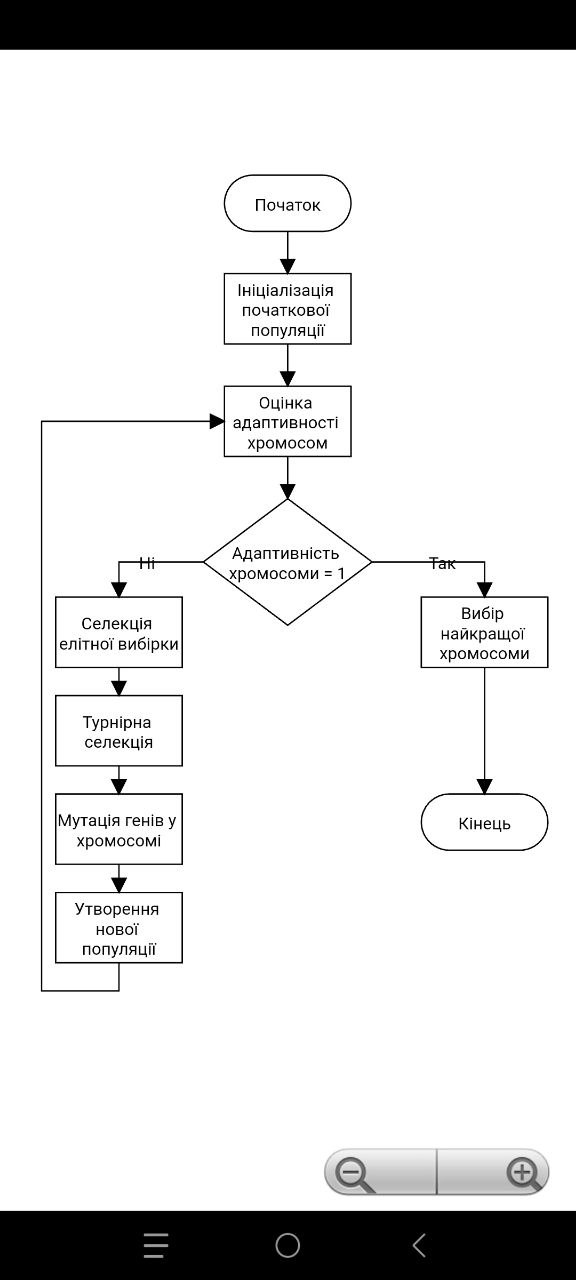 Початок
Ініціалізація
початкової
популяції
Оцінка
адаптивності
хромосом
Адаптивність
хромосоми = 1
Ні
Так
Селекція
елітної вибірки
Турнірна
селекція
Мутація генів у
хромосомі
Утворення
нової
популяції
Вибір
найкращої
хромосоми
Кінець